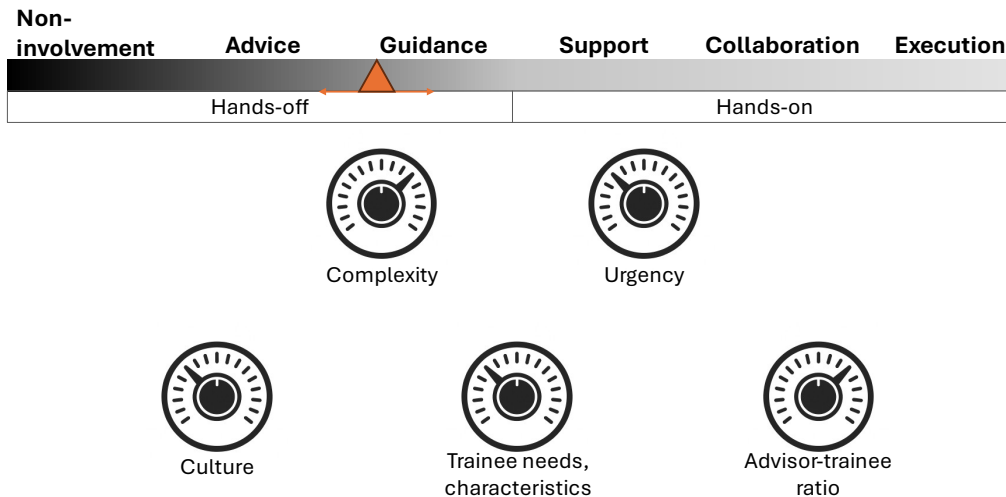 Non-
involvement
Advice
Guidance
Support
Collaboration
Execution
Hands-off
Hands-on
Complexity
Urgency
Culture
Trainee needs,
characteristics
Advisor-trainee
ratio